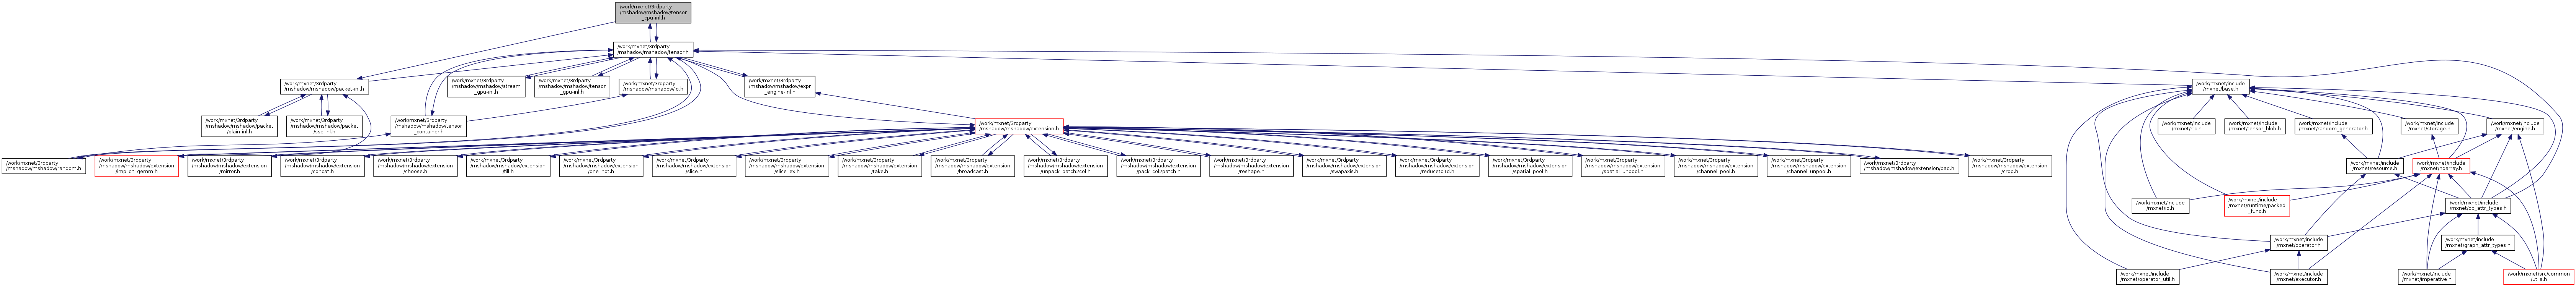 /work/mxnet/3rdparty
/mshadow/mshadow/tensor
_cpu-inl.h
/work/mxnet/3rdparty
/mshadow/mshadow/tensor.h
/work/mxnet/3rdparty
/mshadow/mshadow/packet-inl.h
/work/mxnet/3rdparty
/mshadow/mshadow/stream
_gpu-inl.h
/work/mxnet/3rdparty
/mshadow/mshadow/tensor
_gpu-inl.h
/work/mxnet/3rdparty
/mshadow/mshadow/io.h
/work/mxnet/3rdparty
/mshadow/mshadow/expr
_engine-inl.h
/work/mxnet/include
/mxnet/base.h
/work/mxnet/3rdparty
/mshadow/mshadow/packet
/plain-inl.h
/work/mxnet/3rdparty
/mshadow/mshadow/packet
/sse-inl.h
/work/mxnet/3rdparty
/mshadow/mshadow/tensor
_container.h
/work/mxnet/3rdparty
/mshadow/mshadow/extension.h
/work/mxnet/include
/mxnet/rtc.h
/work/mxnet/include
/mxnet/tensor_blob.h
/work/mxnet/include
/mxnet/random_generator.h
/work/mxnet/include
/mxnet/storage.h
/work/mxnet/include
/mxnet/engine.h
/work/mxnet/3rdparty
/mshadow/mshadow/random.h
/work/mxnet/3rdparty
/mshadow/mshadow/extension
/implicit_gemm.h
/work/mxnet/3rdparty
/mshadow/mshadow/extension
/mirror.h
/work/mxnet/3rdparty
/mshadow/mshadow/extension
/concat.h
/work/mxnet/3rdparty
/mshadow/mshadow/extension
/choose.h
/work/mxnet/3rdparty
/mshadow/mshadow/extension
/fill.h
/work/mxnet/3rdparty
/mshadow/mshadow/extension
/one_hot.h
/work/mxnet/3rdparty
/mshadow/mshadow/extension
/slice.h
/work/mxnet/3rdparty
/mshadow/mshadow/extension
/slice_ex.h
/work/mxnet/3rdparty
/mshadow/mshadow/extension
/take.h
/work/mxnet/3rdparty
/mshadow/mshadow/extension
/broadcast.h
/work/mxnet/3rdparty
/mshadow/mshadow/extension
/unpack_patch2col.h
/work/mxnet/3rdparty
/mshadow/mshadow/extension
/pack_col2patch.h
/work/mxnet/3rdparty
/mshadow/mshadow/extension
/reshape.h
/work/mxnet/3rdparty
/mshadow/mshadow/extension
/swapaxis.h
/work/mxnet/3rdparty
/mshadow/mshadow/extension
/reduceto1d.h
/work/mxnet/3rdparty
/mshadow/mshadow/extension
/spatial_pool.h
/work/mxnet/3rdparty
/mshadow/mshadow/extension
/spatial_unpool.h
/work/mxnet/3rdparty
/mshadow/mshadow/extension
/channel_pool.h
/work/mxnet/3rdparty
/mshadow/mshadow/extension
/channel_unpool.h
/work/mxnet/3rdparty
/mshadow/mshadow/extension/pad.h
/work/mxnet/3rdparty
/mshadow/mshadow/extension
/crop.h
/work/mxnet/include
/mxnet/resource.h
/work/mxnet/include
/mxnet/ndarray.h
/work/mxnet/include
/mxnet/io.h
/work/mxnet/include
/mxnet/runtime/packed
_func.h
/work/mxnet/include
/mxnet/op_attr_types.h
/work/mxnet/include
/mxnet/operator.h
/work/mxnet/include
/mxnet/graph_attr_types.h
/work/mxnet/include
/mxnet/operator_util.h
/work/mxnet/include
/mxnet/executor.h
/work/mxnet/include
/mxnet/imperative.h
/work/mxnet/src/common
/utils.h